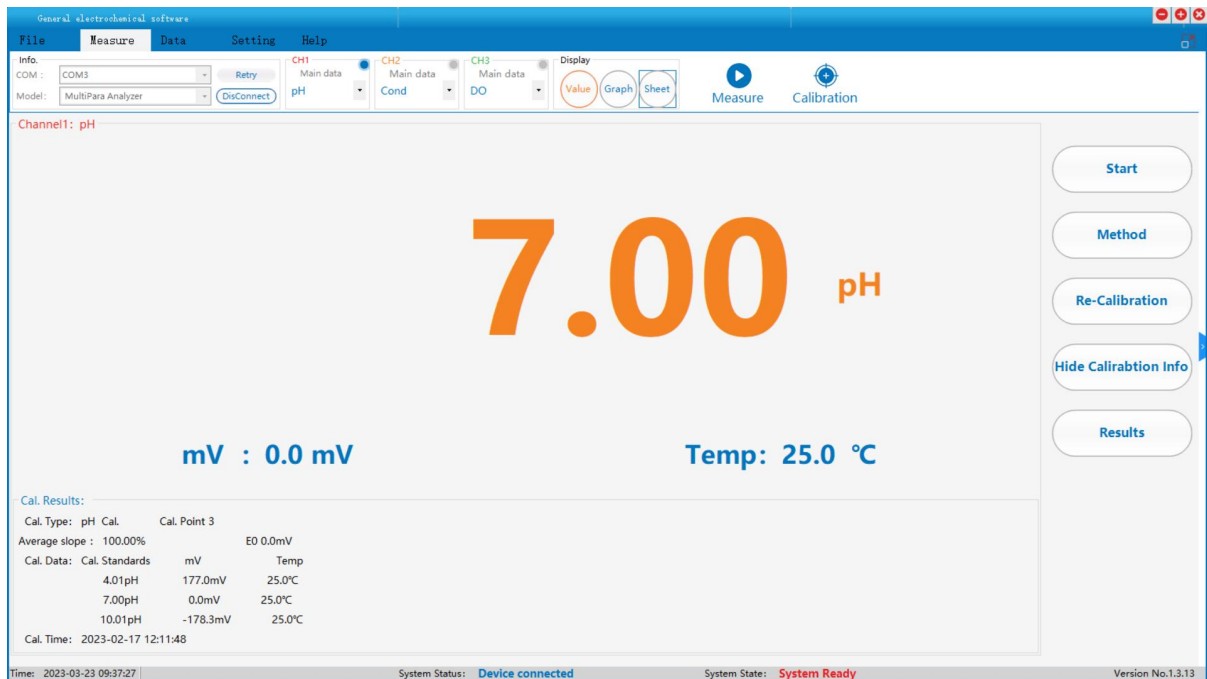 General electrochemical software
File Measure Data Setting Help
Info.
COM : COM3 Retry
Model: MultiPara Analyzer DisConnect
CH1
Main data
pH
CH2
Main data
Cond
CH3
Main data
DO
Display
Value Graph Sheet
Measure Calibration
Channel1: pH
7.00 pH
mV : 0.0 mV Temp: 25.0 ℃
Start
Method
Re-Calibration
Hide Calirabtion Info
Results
Cal. Results:
Cal. Type: pH Cal. Cal. Point 3
Average slope : 100.00% E0 0.0mV
Cal. Data: Cal. Standards mV Temp
4.01pH 177.0mV 25.0℃
7.00pH 0.0mV 25.0℃
10.01pH -178.3mV 25.0℃
Cal. Time: 2023-02-17 12:11:48
Time: 2023-03-23 09:37:27 System Status: Device connected System State: System Ready Version No.1.3.13